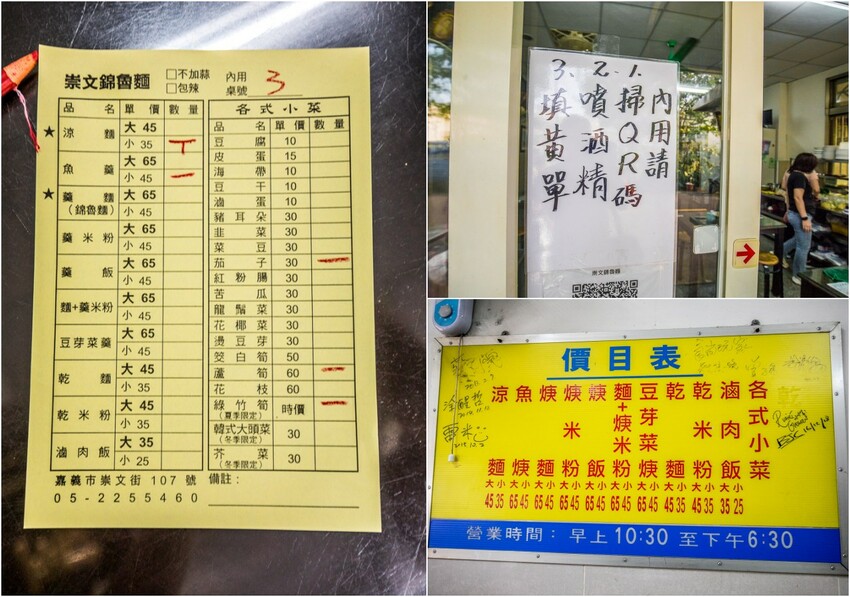 崇文錦魯麵 □不加蒜 內用
□包辣 桌號 3
品名 單價 數量
★ 涼麵 大 45
小 35 T
魚羹 大 65
小 45 一
★ 羹麵 (錦魯麵) 大 65
小 45
羹米粉 大 65
小 45
羹飯 大 65
小 45
麵+羹米粉 大 65
小 45
豆芽菜羹 大 65
小 45
乾麵 大 45
小 35
乾米粉 大 45
小 35
滷肉飯 大 35
小 25
各式小菜
品名 單價 數量
豆腐 10
皮蛋 15
海帶 10
豆干 10
滷蛋 10
豬耳朵 30
韭菜 30
菜豆 30
茄子 30 一
紅粉腸 30
苦瓜 30
龍鬚菜 30
花椰菜 30
燙豆芽 30
筊白筍 50
蘆筍 60 一
花枝 60
綠竹筍 (夏季限定) 時價 一
韓式大頭菜 (冬季限定) 30
芥菜 (冬季限定) 30
嘉義市崇文街 107 號
05-2255460
備註:
內用請
1.掃QR碼
2.噴酒精
3.填黃單
崇文錦魯麵
價目表
涼麵 大小 45 35
魚焿 大小 65 45
焿麵 大小 65 45
焿米粉 大小 65 45
焿飯 大小 65 45
麵+焿米粉 大小 65 45
豆芽菜焿 大小 65 45
乾麵 大小 45 35
乾米粉 大小 45 35
滷肉飯 大小 35 25
各式小菜
營業時間: 早上 10:30 至下午6:30